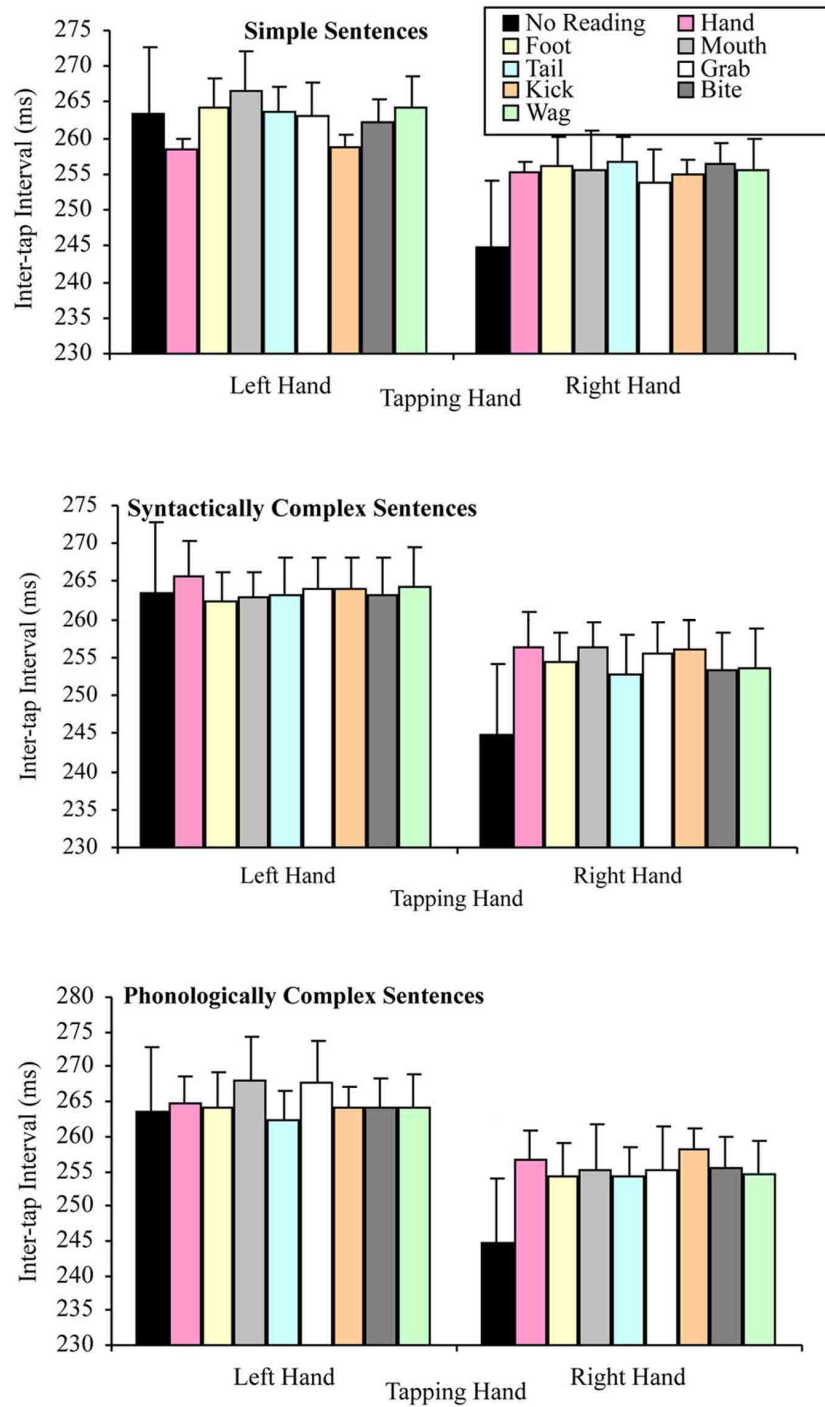 Simple Sentences
No Reading
Hand
Foot
Mouth
Tail
Grab
Kick
Bite
Wag
Inter-tap Interval (ms)
275
270
265
260
255
250
245
240
235
230
Left Hand
Right Hand
Tapping Hand
Syntactically Complex Sentences
Inter-tap Interval (ms)
275
270
265
260
255
250
245
240
235
230
Left Hand
Right Hand
Tapping Hand
Phonologically Complex Sentences
Inter-tap Interval (ms)
280
275
270
265
260
255
250
245
240
235
230
Left Hand
Right Hand
Tapping Hand